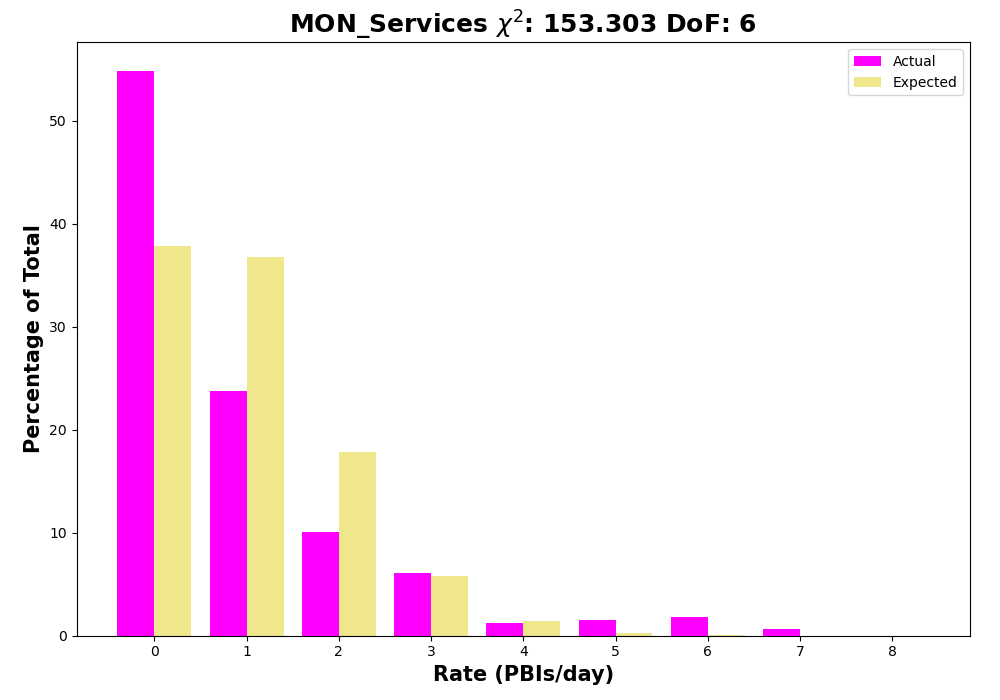 MON_Services χ²: 153.303 DoF: 6
Actual
Expected
Percentage of Total
50
40
30
20
10
0
0 1 2 3 4 5 6 7 8
Rate (PBIs/day)